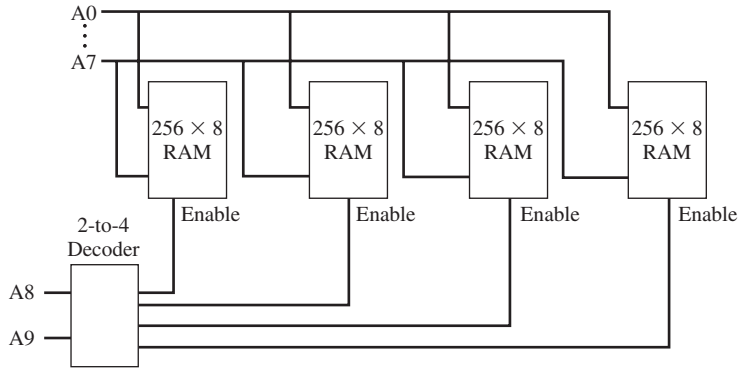 A0
A7
256 × 8
RAM
256 × 8
RAM
256 × 8
RAM
256 × 8
RAM
Enable
Enable
Enable
Enable
2-to-4
Decoder
A8
A9